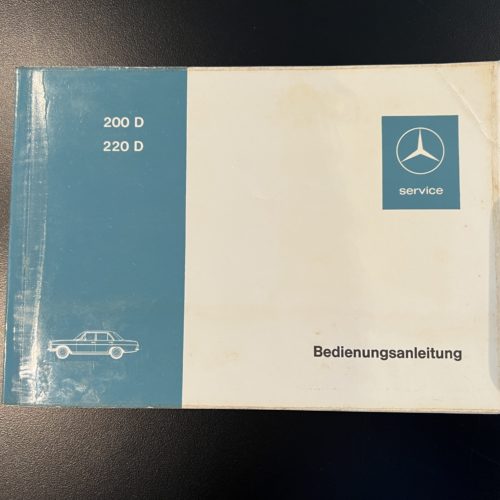 200 D
220 D
service
Bedienungsanleitung